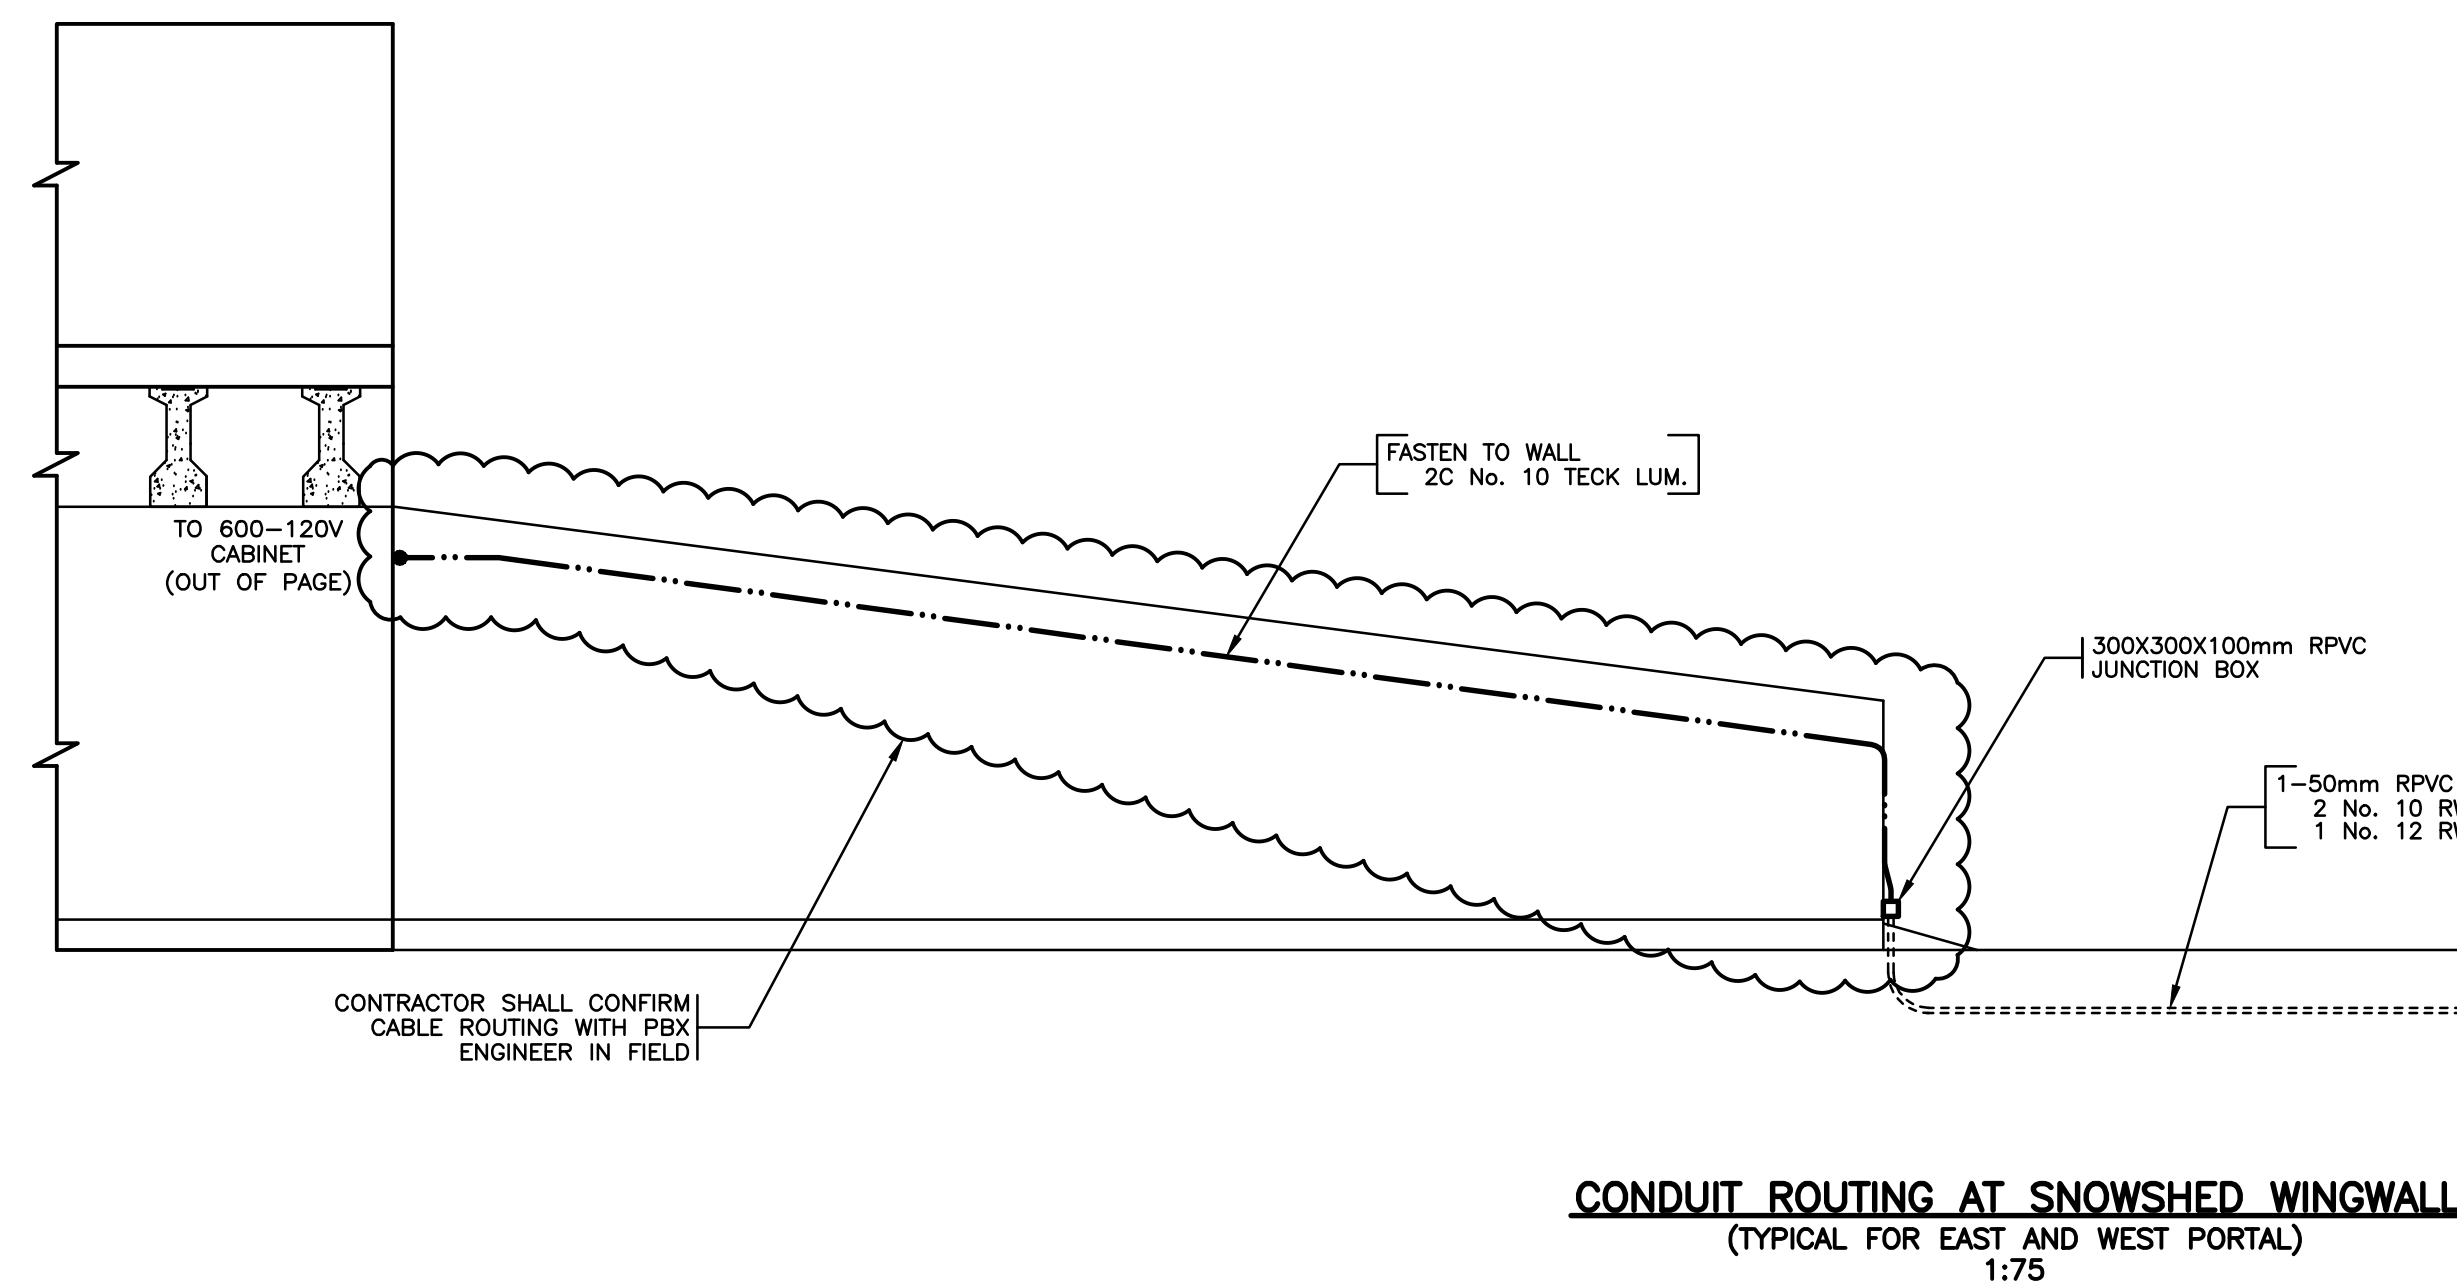 TO 600-120V
CABINET
(OUT OF PAGE)
FASTEN TO WALL
2C No. 10 TECK LUM.
300X300X100mm RPVC
JUNCTION BOX
1-50mm RPVC
2 No. 10
1 No. 12
CONTRACTOR SHALL CONFIRM
CABLE ROUTING WITH PBX
ENGINEER IN FIELD
CONDUIT ROUTING AT SNOWSHED WINGWALL
(TYPICAL FOR EAST AND WEST PORTAL)
1:75